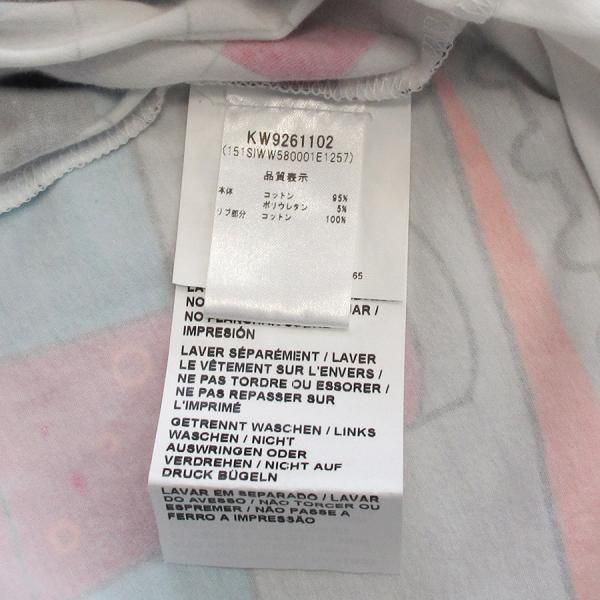 KW9261102
(151SIWW580001E1257)
品質表示
本体 コットン 95%
ポリウレタン 5%
リブ部分 コットン 100%
65
NO
IMPRESIÓN
LAVER SÉPARÉMENT / LAVER
LE VÊTEMENT SUR L'ENVERS /
NE PAS TORDRE OU ESSORER /
NE PAS REPASSER SUR
L'IMPRIMÉ
GETRENNT WASCHEN / LINKS
WASCHEN / NICHT
AUSWRINGEN ODER
VERDREHEN / NICHT AUF
DRUCK BÜGELN
LAVAR EM SEPARADO / LAVAR
DO AVESSO / NÃO TORCER OU
ESPREMER / NÃO PASSE A
FERRO A IMPRESSÃO